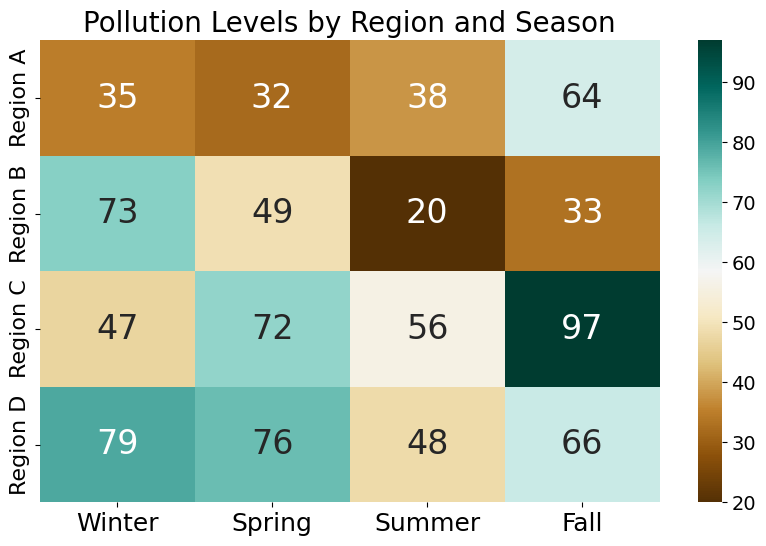 Pollution Levels by Region and Season
Region A 35 32 38 64
Region B 73 49 20 33
Region C 47 72 56 97
Region D 79 76 48 66
Winter Spring Summer Fall
90
80
70
60
50
40
30
20